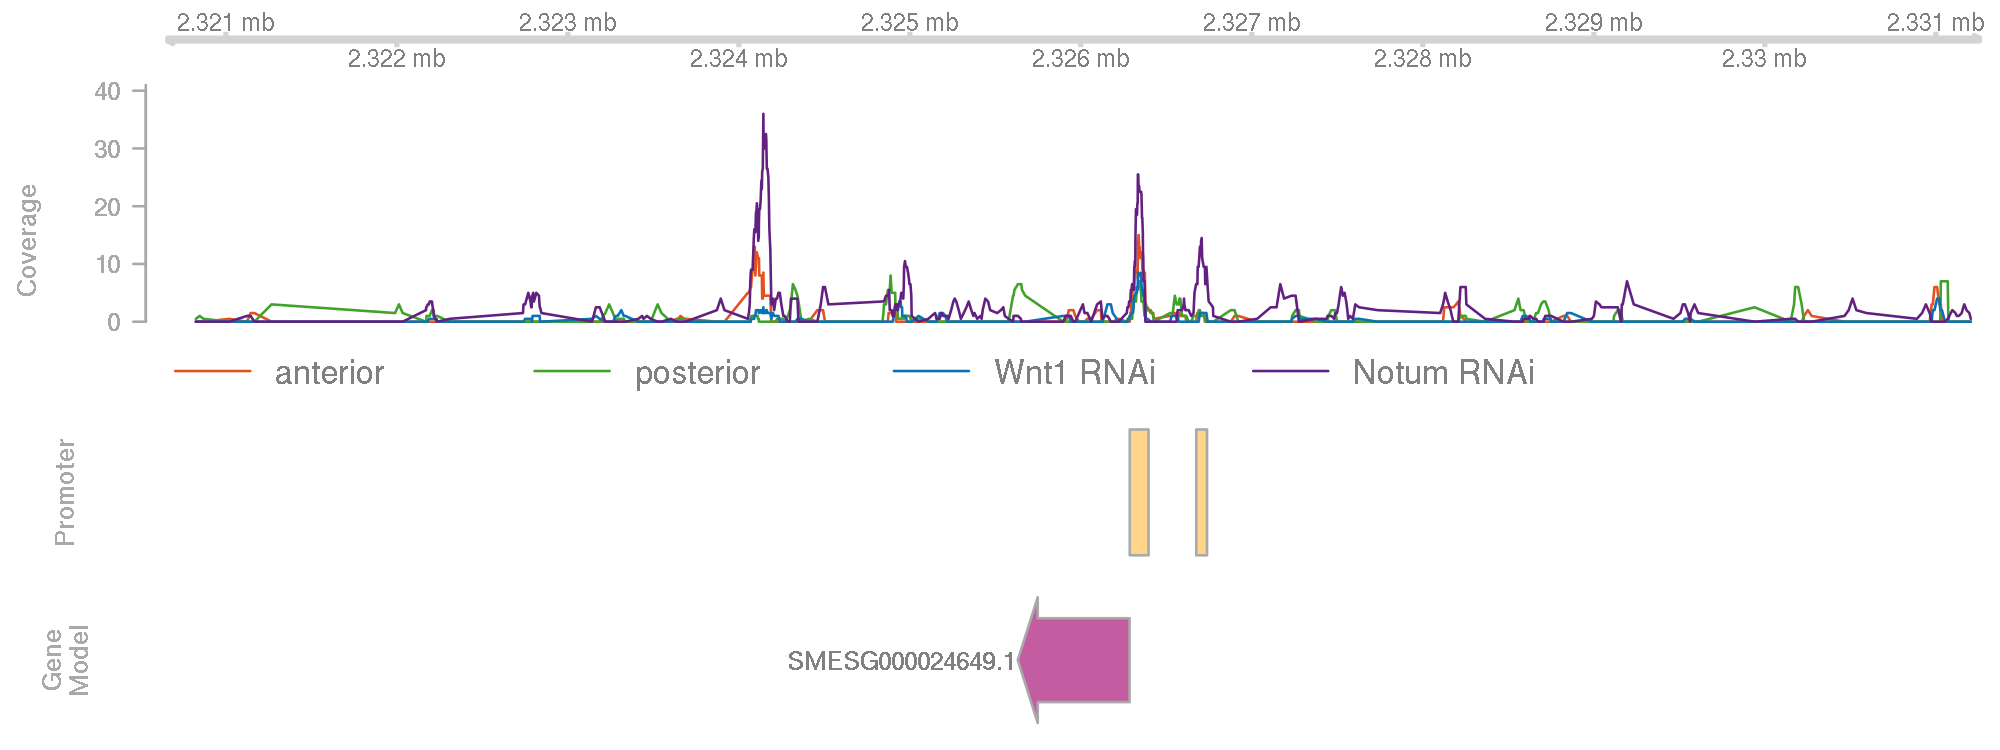 2.321 mb 2.323 mb 2.325 mb 2.327 mb 2.329 mb 2.331 mb
2.322 mb 2.324 mb 2.326 mb 2.328 mb 2.33 mb
Coverage
40
30
20
10
0
anterior posterior Wnt1 RNAi Notum RNAi
Promoter
Gene
Model
SMESG000024649.1